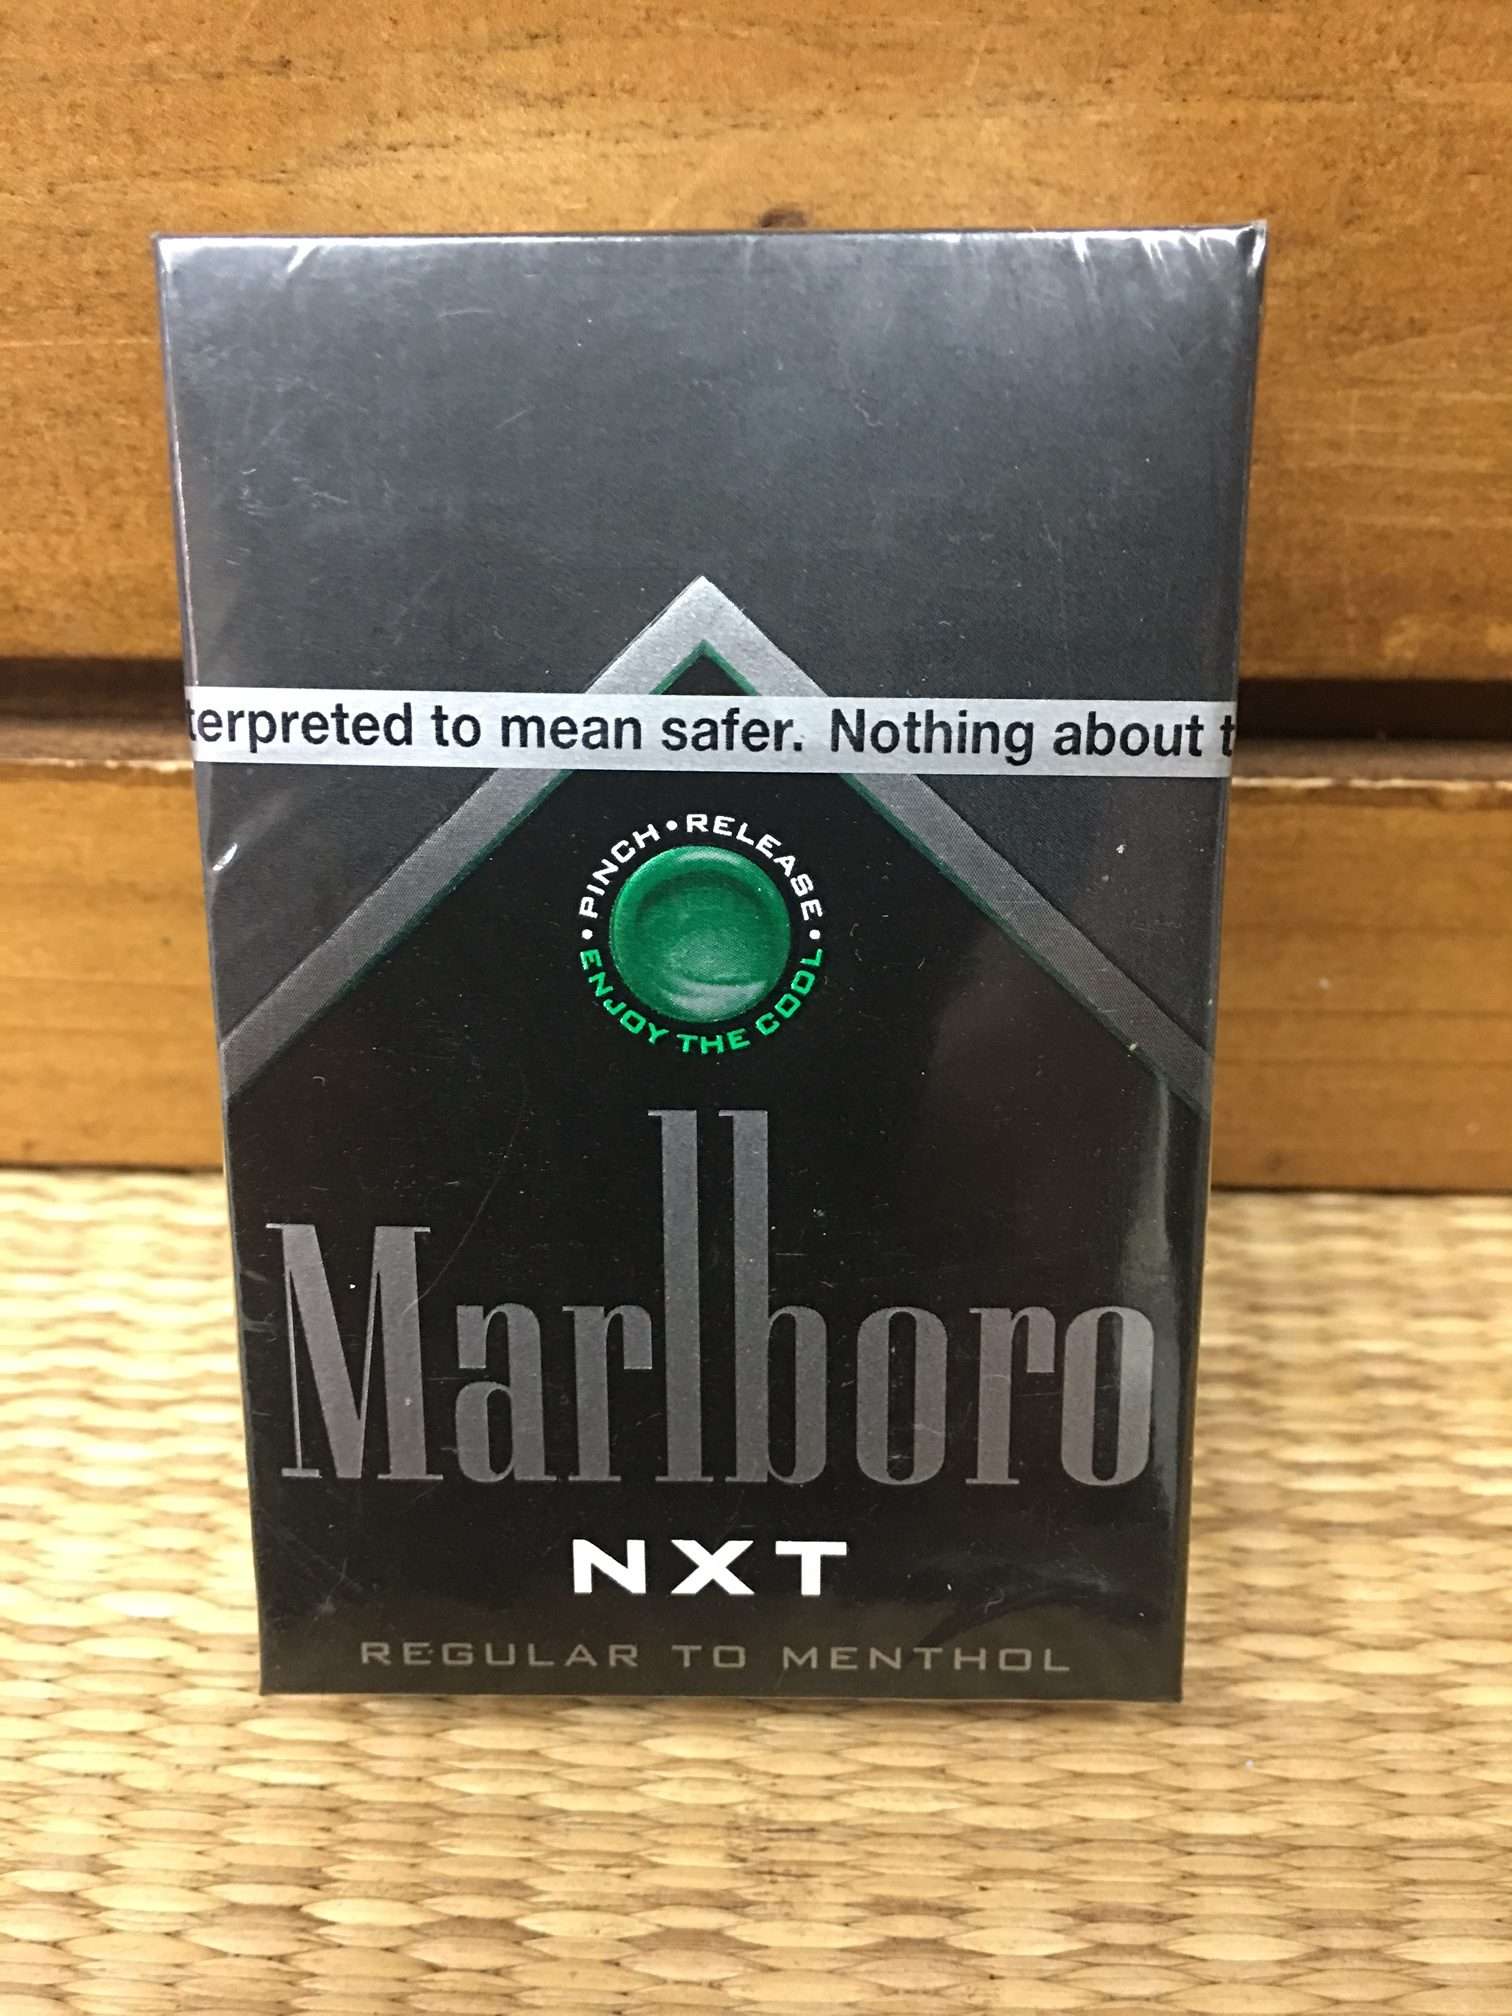 terpreted to mean safer. Nothing about t
• PINCH • RELEASE •
ENJOY THE COOL
Marlboro
NXT
REGULAR TO MENTHOL